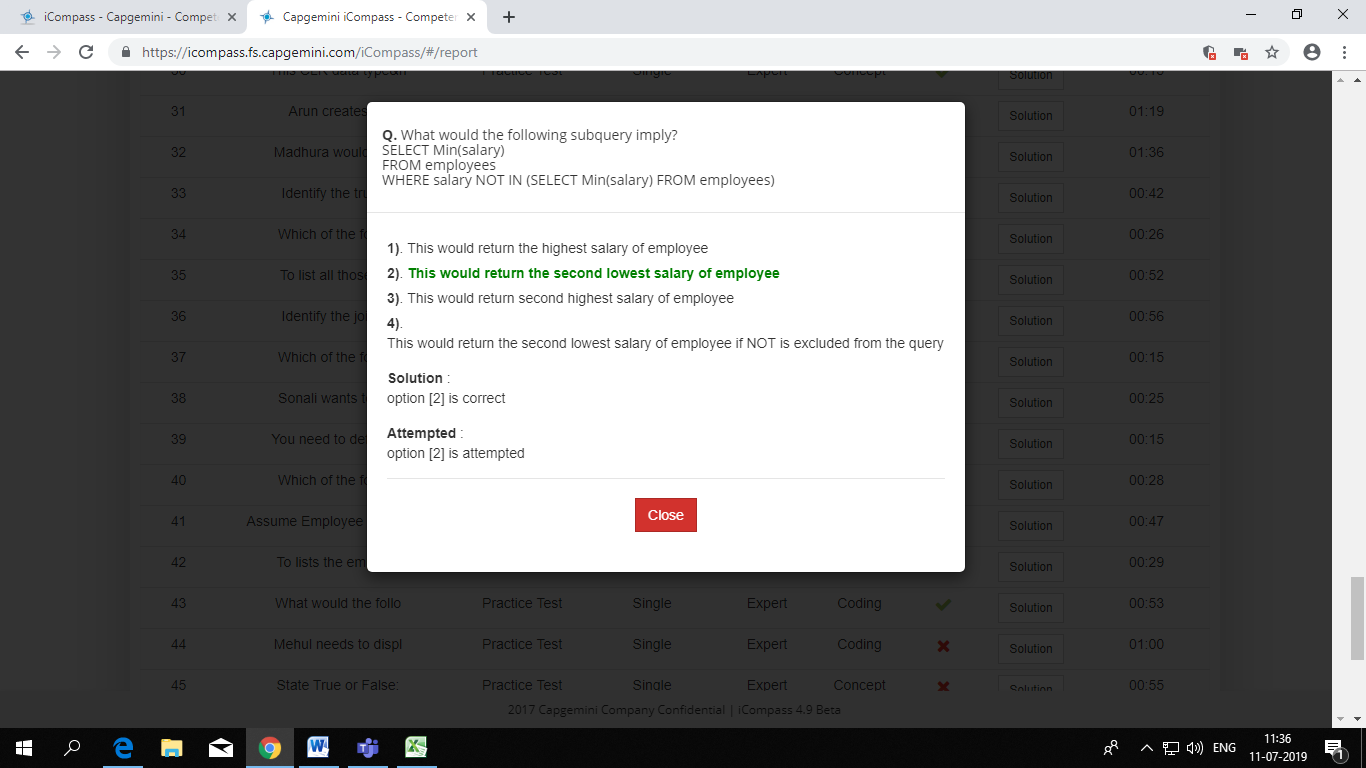 iCompass - Capgemini - Compet
Capgemini iCompass - Competen
https://icompass.fs.capgemini.com/iCompass/#/report
31 Arun creates Solution 01:19
32 Madhura would Solution 01:36
33 Identify the tru Solution 00:42
34 Which of the fo Solution 00:26
35 To list all those Solution 00:52
36 Identify the joi Solution 00:56
37 Which of the fo Solution 00:15
38 Sonali wants t Solution 00:25
39 You need to de Solution 00:15
40 Which of the fo Solution 00:28
41 Assume Employee Solution 00:47
42 To lists the em Solution 00:29
43 What would the follo Practice Test Single Expert Coding Solution 00:53
44 Mehul needs to displ Practice Test Single Expert Coding Solution 01:00
45 State True or False: Practice Test Single Expert Concept Solution 00:55
Q. What would the following subquery imply?
SELECT Min(salary)
FROM employees
WHERE salary NOT IN (SELECT Min(salary) FROM employees)
1). This would return the highest salary of employee
2). This would return the second lowest salary of employee
3). This would return second highest salary of employee
4).
This would return the second lowest salary of employee if NOT is excluded from the query
Solution :
option [2] is correct
Attempted :
option [2] is attempted
Close
2017 Capgemini Company Confidential | iCompass 4.9 Beta
ENG
11:36
11-07-2019
1